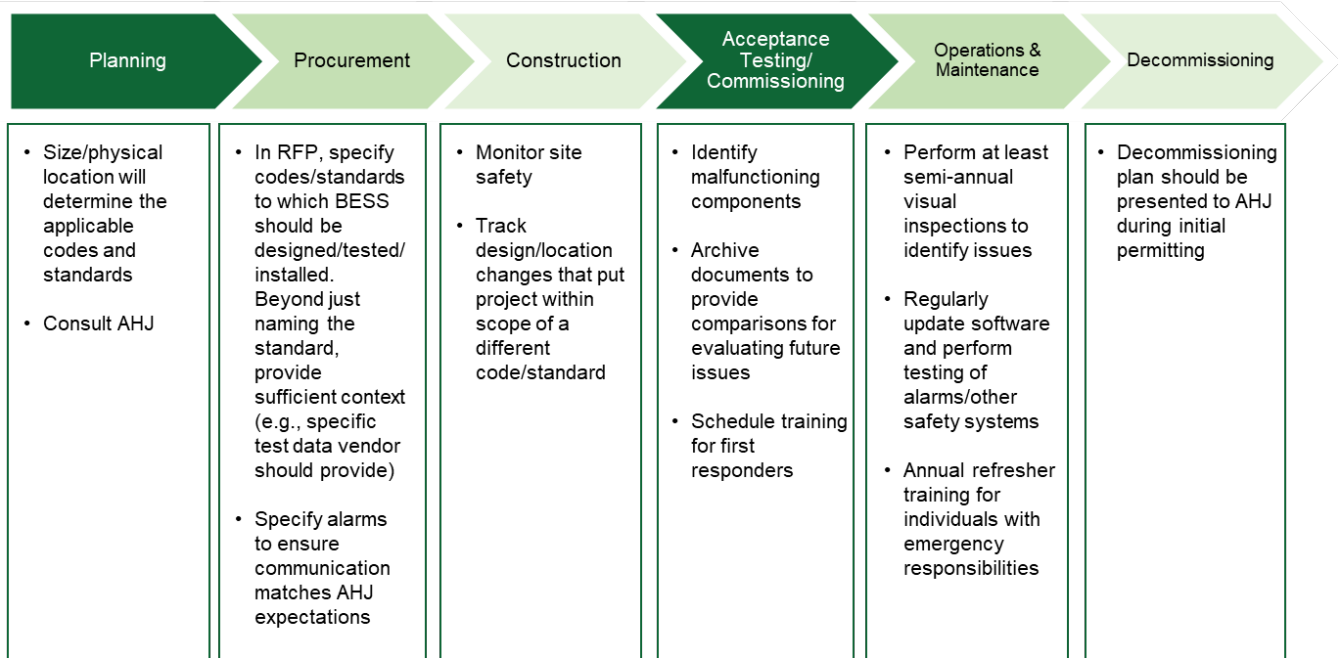 Planning
Procurement
Construction
Acceptance
Testing/
Commissioning
Operations &
Maintenance
Decommissioning
• Size/physical
location will
determine the
applicable
codes and
standards
• Consult AHJ
• In RFP, specify
codes/standards
to which BESS
should be
designed/tested/
installed.
Beyond just
naming the
standard,
provide
sufficient context
(e.g., specific
test data vendor
should provide)
• Specify alarms
to ensure
communication
matches AHJ
expectations
• Monitor site
safety
• Track
design/location
changes that put
project within
scope of a
different
code/standard
• Identify
malfunctioning
components
• Archive
documents to
provide
comparisons for
evaluating future
issues
• Schedule training
for first
responders
• Perform at least
semi-annual
visual
inspections to
identify issues
• Regularly
update software
and perform
testing of
alarms/other
safety systems
• Annual refresher
training for
individuals with
emergency
responsibilities
• Decommissioning
plan should be
presented to AHJ
during initial
permitting